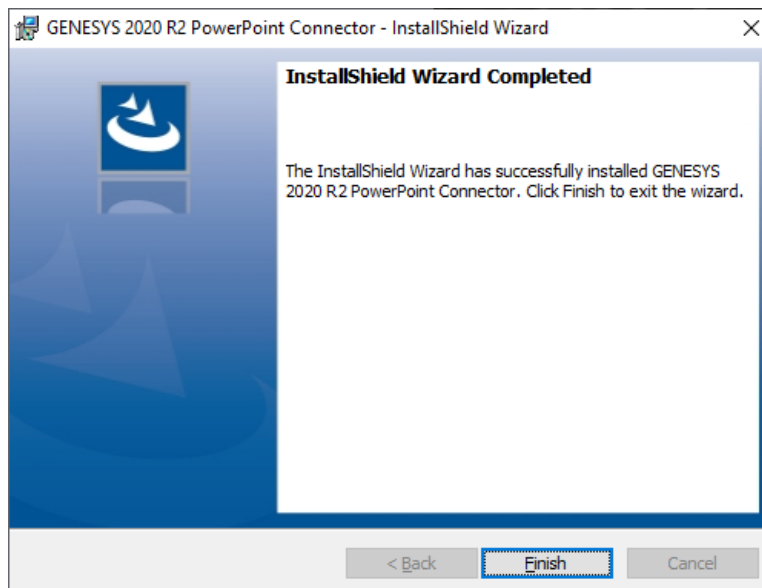 GENESYS 2020 R2 PowerPoint Connector - InstallShield Wizard
InstallShield Wizard Completed
The InstallShield Wizard has successfully installed GENESYS
2020 R2 PowerPoint Connector. Click Finish to exit the wizard.
< Back
Finish
Cancel